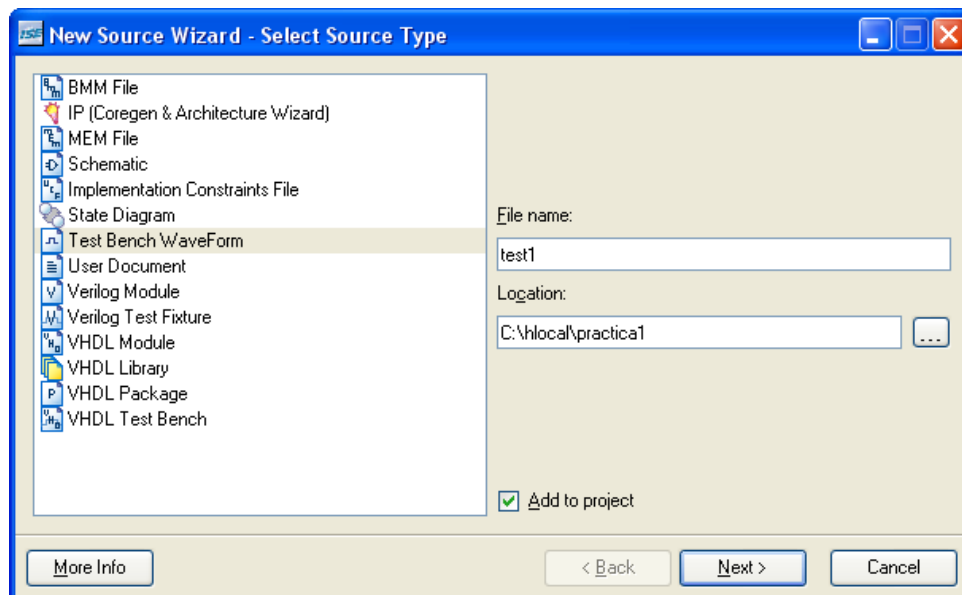 ISE New Source Wizard - Select Source Type
BMM File
IP (Coregen & Architecture Wizard)
MEM File
Schematic
Implementation Constraints File
State Diagram
Test Bench WaveForm
User Document
Verilog Module
Verilog Test Fixture
VHDL Module
VHDL Library
VHDL Package
VHDL Test Bench
File name:
test1
Location:
C:\hlocal\practica1
...
Add to project
More Info
< Back
Next >
Cancel